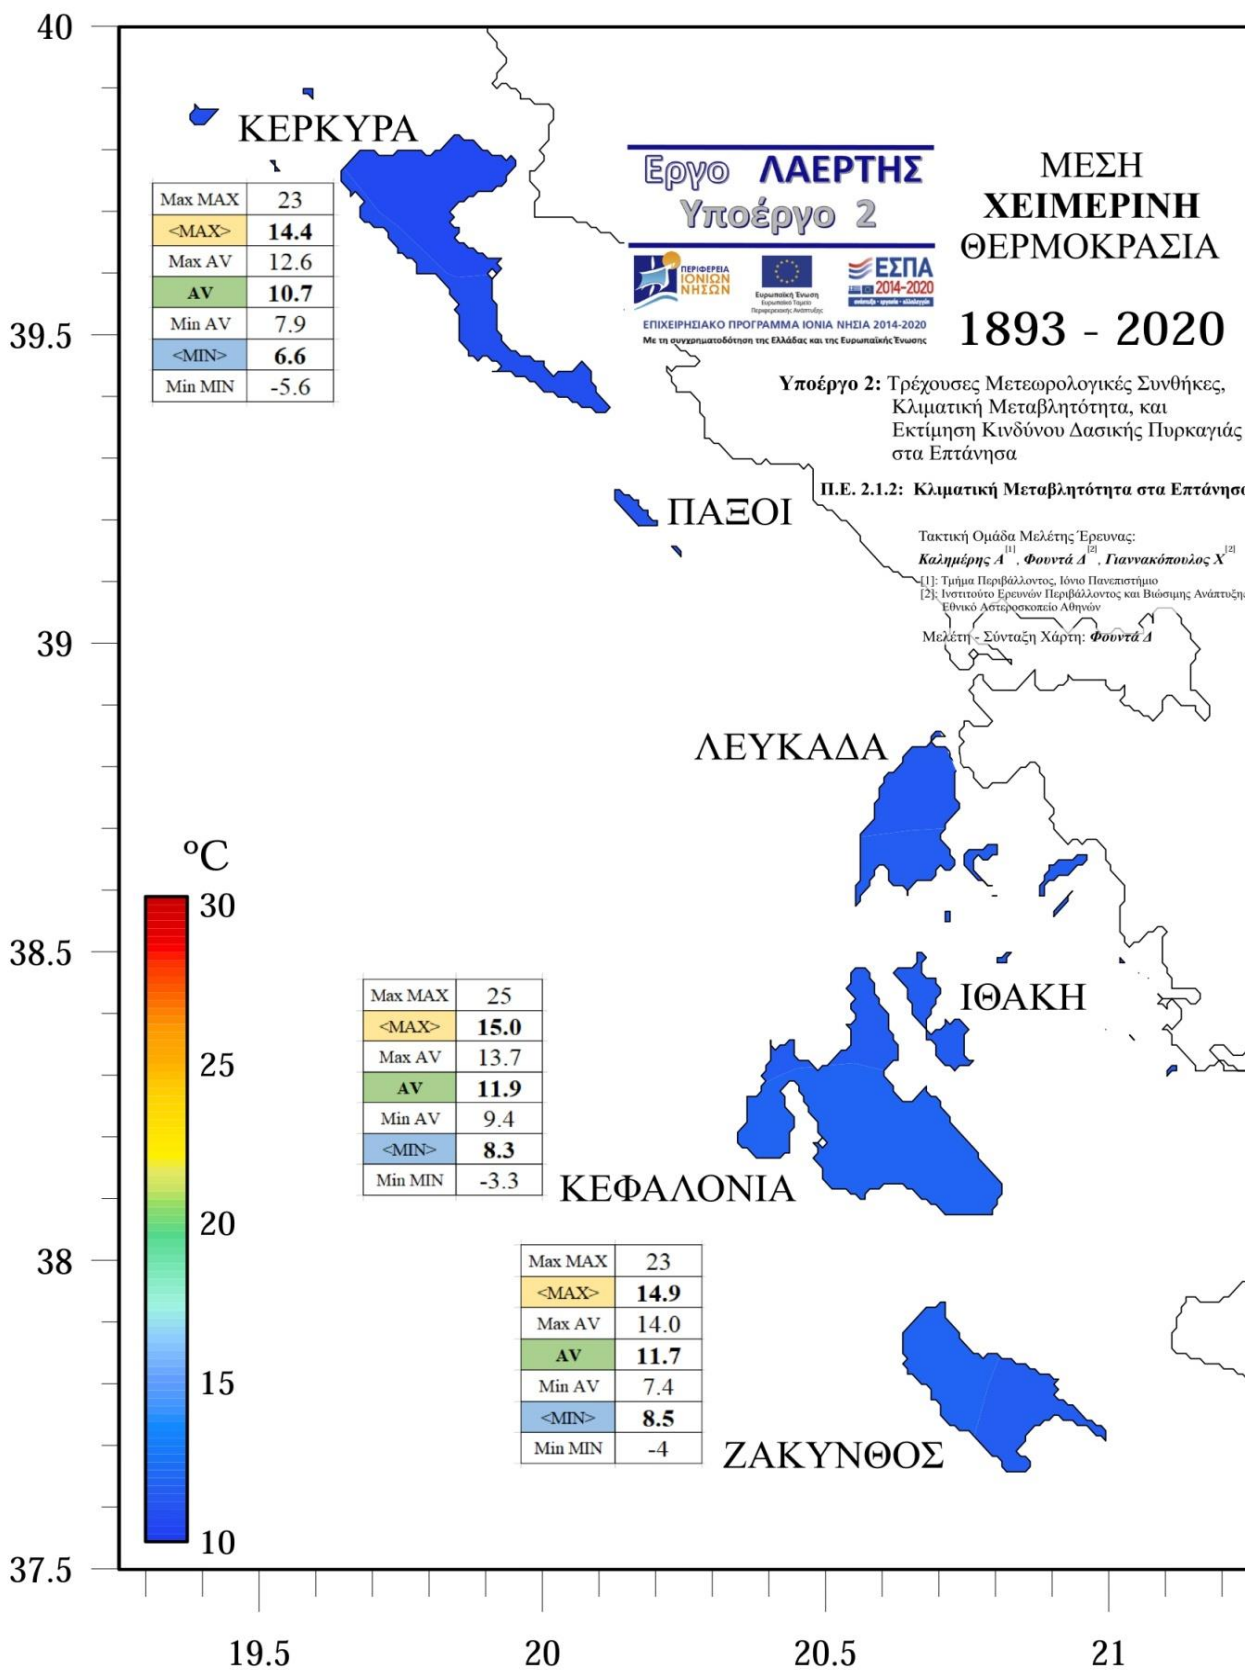 40
39.5
39
38.5
38
37.5
19.5
20
20.5
21
ΚΕΡΚΥΡΑ
Max MAX 23
<MAX> 14.4
Max AV 12.6
AV 10.7
Min AV 7.9
<MIN> 6.6
Min MIN -5.6
Εργο ΛΑΕΡΤΗΣ
Υποέργο 2
ΠΕΡΙΦΕΡΕΙΑ
ΙΟΝΙΩΝ
ΝΗΣΩΝ
Ευρωπαϊκή Ένωση
Ευρωπαϊκό Ταμείο
Περιφερειακής Ανάπτυξης
ΕΣΠΑ
2014-2020
ανάπτυξη - εργασία - αλληλεγγύη
ΕΠΙΧΕΙΡΗΣΙΑΚΟ ΠΡΟΓΡΑΜΜΑ ΙΟΝΙΑ ΝΗΣΙΑ 2014-2020
Με τη συγχρηματοδότηση της Ελλάδας και της Ευρωπαϊκής Ένωσης
ΜΕΣΗ
ΧΕΙΜΕΡΙΝΗ
ΘΕΡΜΟΚΡΑΣΙΑ
1893 - 2020
Υποέργο 2: Τρέχουσες Μετεωρολογικές Συνθήκες,
Κλιματική Μεταβλητότητα, και
Εκτίμηση Κινδύνου Δασικής Πυρκαγιάς
στα Επτάνησα
Π.Ε. 2.1.2: Κλιματική Μεταβλητότητα στα Επτάνησα
Τακτική Ομάδα Μελέτης Έρευνας:
Καλημέρης Α[1], Φουντά Δ[2], Γιαννακόπουλος Χ[2]
[1]: Τμήμα Περιβάλλοντος, Ιόνιο Πανεπιστήμιο
[2]: Ινστιτούτο Ερευνών Περιβάλλοντος και Βιώσιμης Ανάπτυξης
Εθνικό Αστεροσκοπείο Αθηνών
Μελέτη - Σύνταξη Χάρτη: Φουντά Δ
ΠΑΞΟΙ
ΛΕΥΚΑΔΑ
ΙΘΑΚΗ
°C
30
25
20
15
10
Max MAX 25
<MAX> 15.0
Max AV 13.7
AV 11.9
Min AV 9.4
<MIN> 8.3
Min MIN -3.3
ΚΕΦΑΛΟΝΙΑ
Max MAX 23
<MAX> 14.9
Max AV 14.0
AV 11.7
Min AV 7.4
<MIN> 8.5
Min MIN -4
ΖΑΚΥΝΘΟΣ